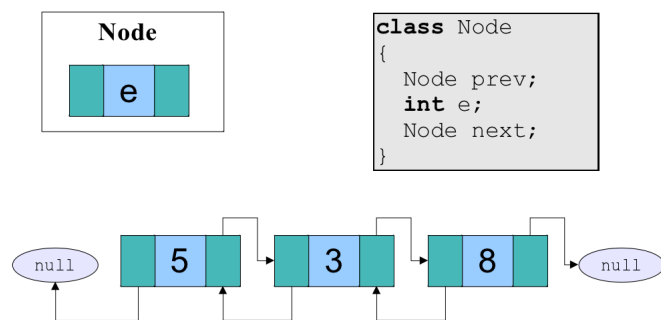 Node
e
class Node
{
Node prev;
int e;
Node next;
}
null
5
3
8
null